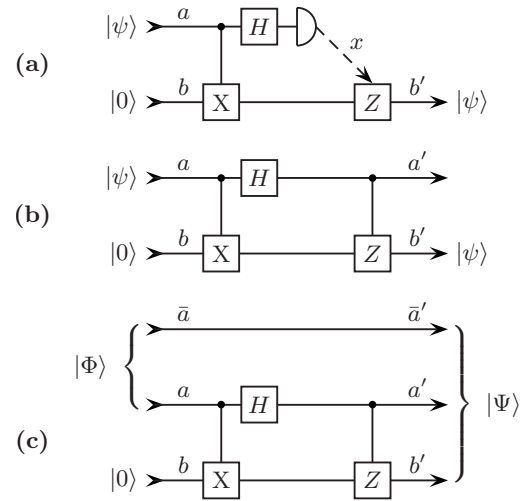 |ψ⟩ a H x
(a)
|0⟩ b X Z b′ |ψ⟩
|ψ⟩ a H a′
(b)
|0⟩ b X Z b′ |ψ⟩
ā ā′
|Φ⟩
a H a′ |Ψ⟩
(c)
|0⟩ b X Z b′